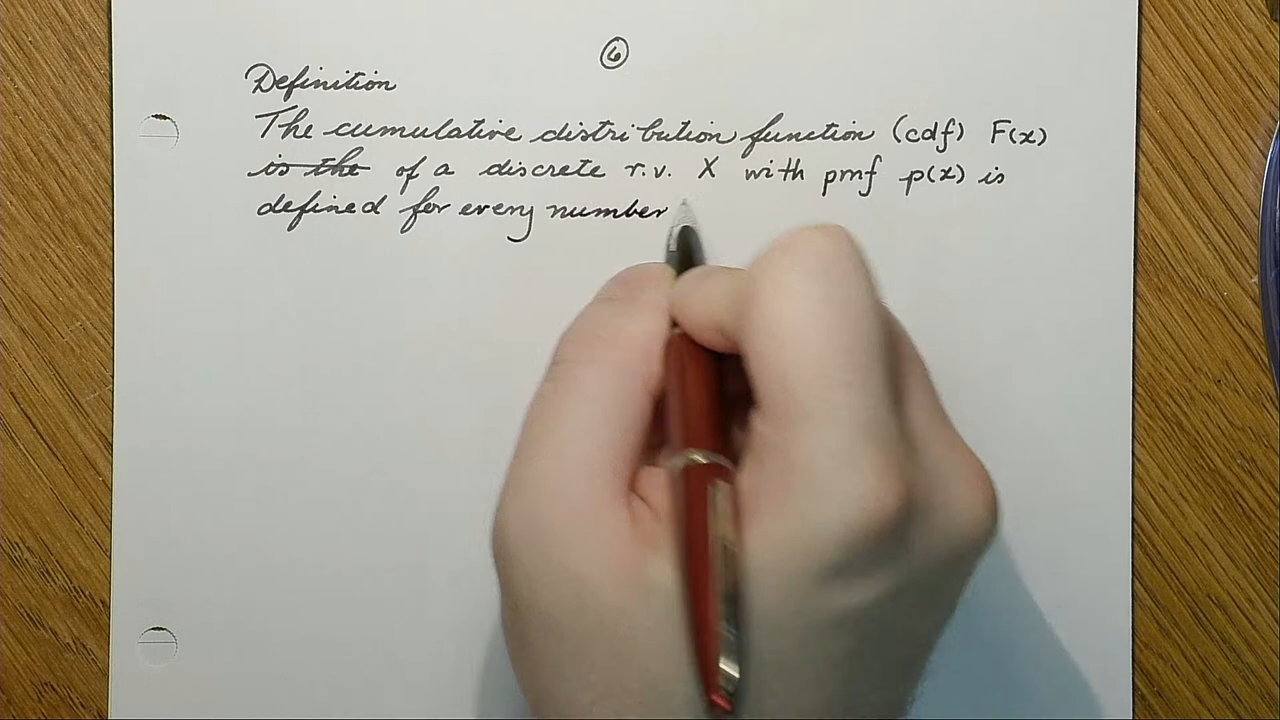 6
Definition
The cumulative distribution function (cdf) F(x)
is the of a discrete r.v. X with pmf p(x) is
defined for every number